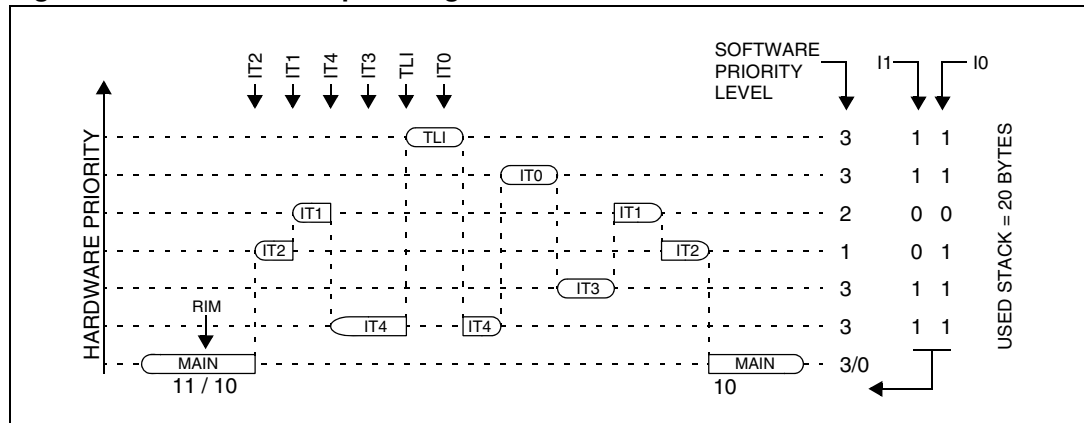 IT2
IT1
IT4
IT3
TLI
IT0
SOFTWARE
PRIORITY
LEVEL
I1
I0
HARDWARE PRIORITY
TLI
3
1 1
IT0
3
1 1
IT1
IT1
2
0 0
IT2
IT2
1
0 1
IT3
3
1 1
RIM
IT4
IT4
3
1 1
MAIN
MAIN
3/0
11 / 10
10
USED STACK = 20 BYTES